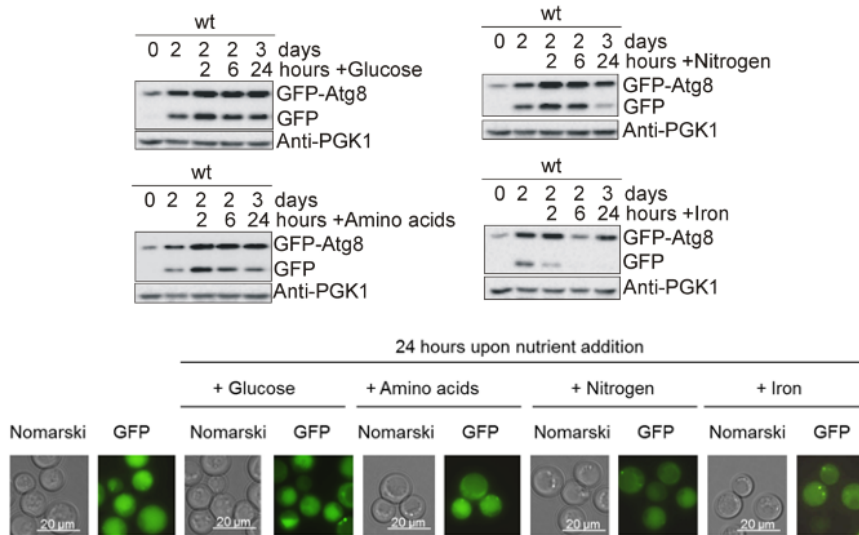 wt
0 2 2 2 3 days
2 6 24 hours +Glucose
GFP-Atg8
GFP
Anti-PGK1
wt
0 2 2 2 3 days
2 6 24 hours +Nitrogen
GFP-Atg8
GFP
Anti-PGK1
wt
0 2 2 2 3 days
2 6 24 hours +Amino acids
GFP-Atg8
GFP
Anti-PGK1
wt
0 2 2 2 3 days
2 6 24 hours +Iron
GFP-Atg8
GFP
Anti-PGK1
24 hours upon nutrient addition
+ Glucose + Amino acids + Nitrogen + Iron
Nomarski GFP Nomarski GFP Nomarski GFP Nomarski GFP Nomarski GFP
20 µm 20 µm 20 µm 20 µm 20 µm